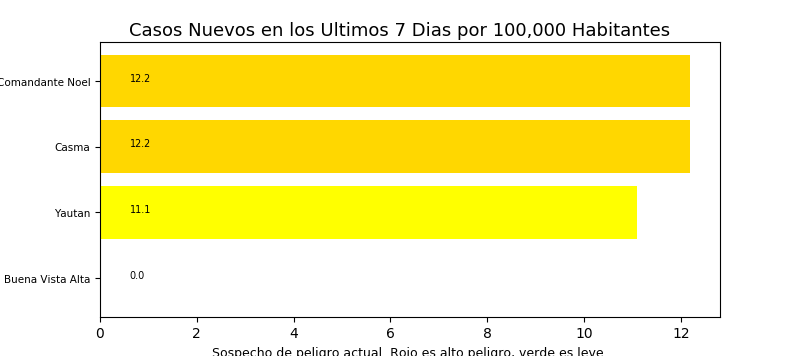 Casos Nuevos en los Ultimos 7 Dias por 100,000 Habitantes
Comandante Noel
12.2
Casma
12.2
Yautan
11.1
Buena Vista Alta
0.0
0 2 4 6 8 10 12
Sospecho de peligro actual. Rojo es alto peligro, verde es leve